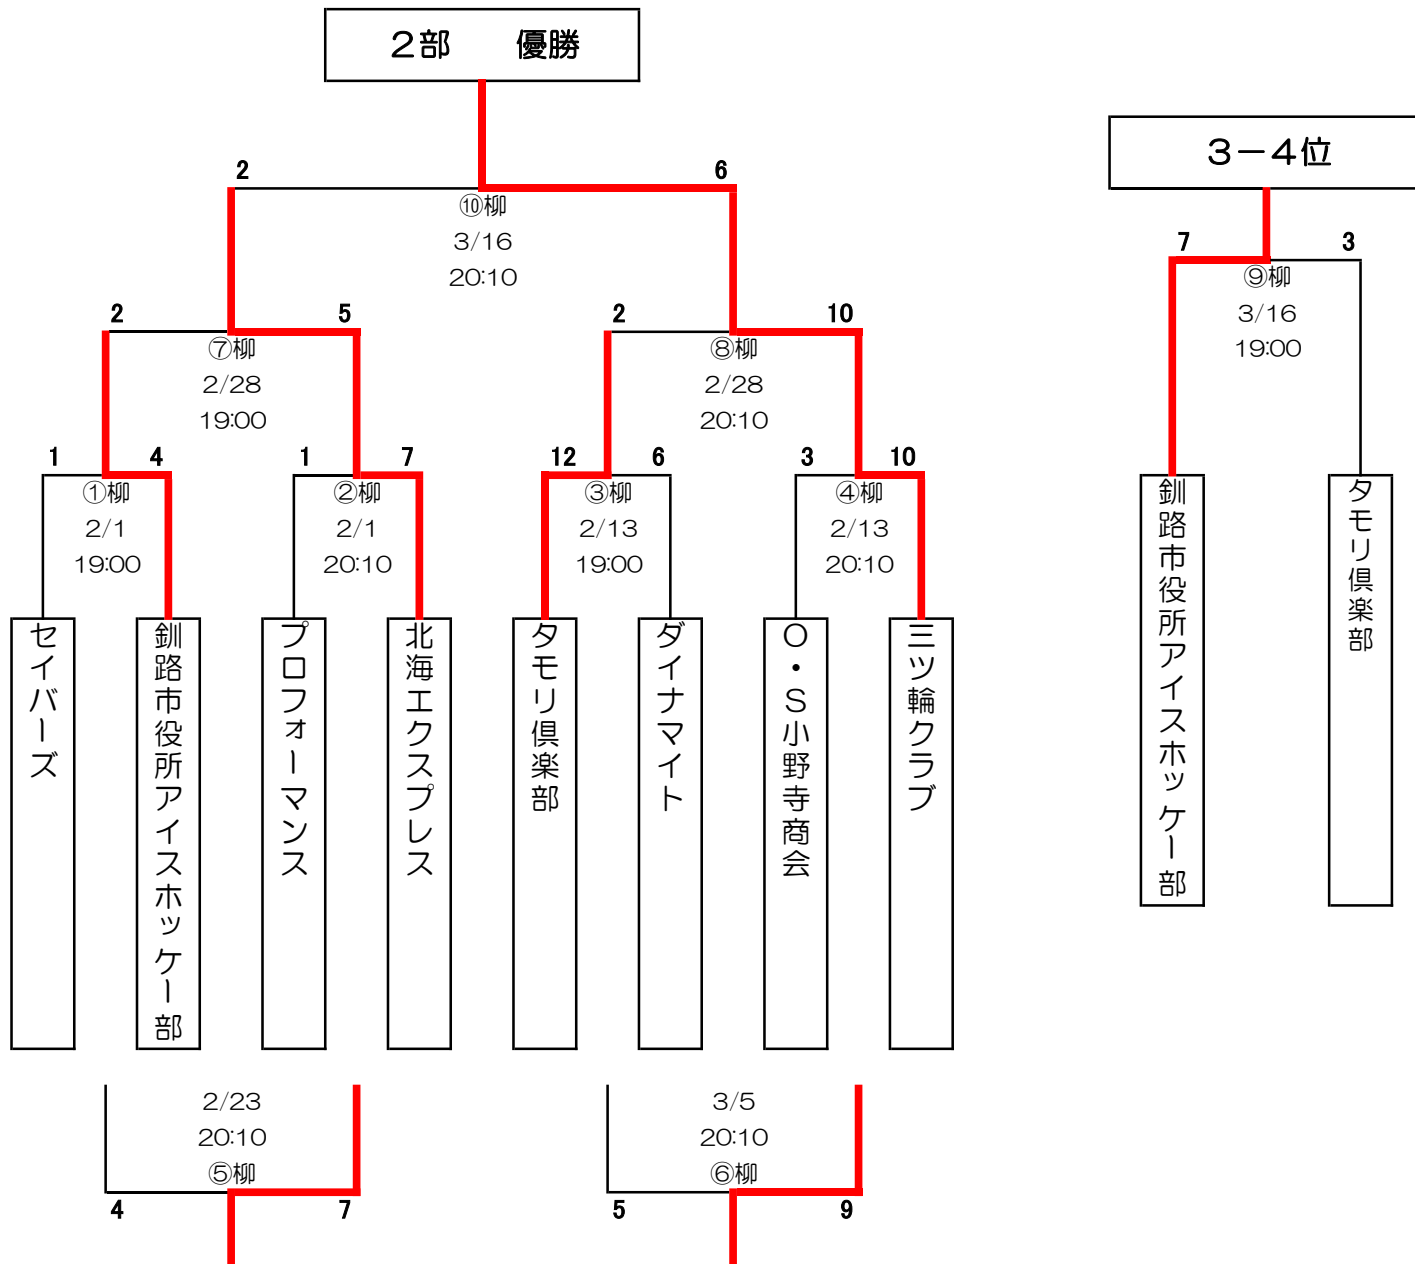 2部　優勝
3－4位
2 6
⑩柳
3/16
20:10
7 3
⑨柳
3/16
19:00
2 5
⑦柳
2/28
19:00
2 10
⑧柳
2/28
20:10
1 4
①柳
2/1
19:00
1 7
②柳
2/1
20:10
12 6
③柳
2/13
19:00
3 10
④柳
2/13
20:10
セイバーズ
釧路市役所アイスホッケー部
プロフォーマンス
北海エクスプレス
タモリ倶楽部
ダイナマイト
O・S小野寺商会
三ツ輪クラブ
釧路市役所アイスホッケー部
タモリ倶楽部
2/23
20:10
⑤柳
4 7
3/5
20:10
⑥柳
5 9